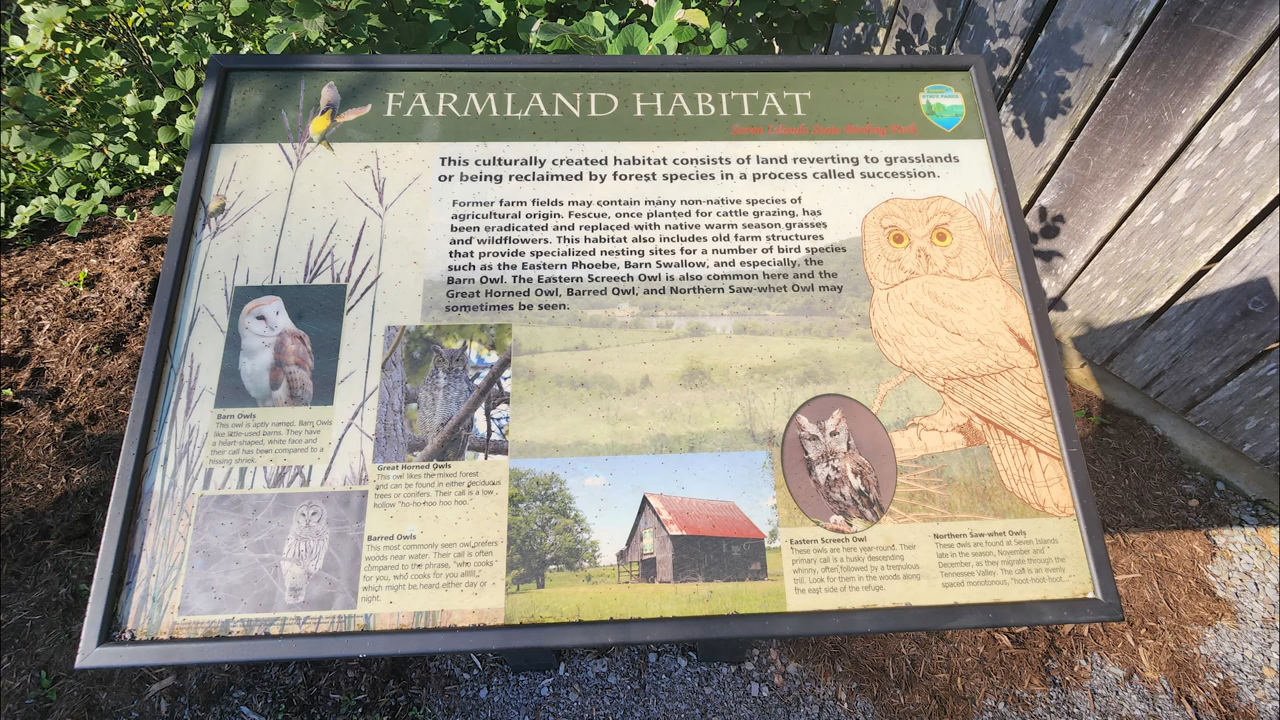 FARMLAND HABITAT
STATE PARKS
Seven Islands State Birding Park
This culturally created habitat consists of land reverting to grasslands
or being reclaimed by forest species in a process called succession.
Former farm fields may contain many non-native species of
agricultural origin. Fescue, once planted for cattle grazing, has
been eradicated and replaced with native warm season grasses
and wildflowers. This habitat also includes old farm structures
that provide specialized nesting sites for a number of bird species
such as the Eastern Phoebe, Barn Swallow, and especially, the
Barn Owl. The Eastern Screech Owl is also common here and the
Great Horned Owl, Barred Owl, and Northern Saw-whet Owl may
sometimes be seen.
Barn Owls
This owl is aptly named. Barn Owls
like little-used barns. They have
a heart-shaped, white face and
their call has been compared to a
hissing shriek.
Great Horned Owls
This owl likes the mixed forest
and can be found in either deciduous
trees or conifers. Their call is a low,
hollow "ho-ho-hoo hoo hoo."
Barred Owls
This most commonly seen owl prefers
woods near water. Their call is often
compared to the phrase, "who cooks
for you, who cooks for you allllll,"
which might be heard either day or
night.
Eastern Screech Owl
These owls are here year-round. Their
primary call is a husky descending
whinny, often followed by a trespulous
trill. Look for them in the woods along
the east side of the refuge.
Northern Saw-whet Owls
These owls are found at Seven Islands
late in the season, November and
December, as they migrate through the
Tennessee Valley. The call is an evenly
spaced monotonous, "hoot-hoot-hoot...